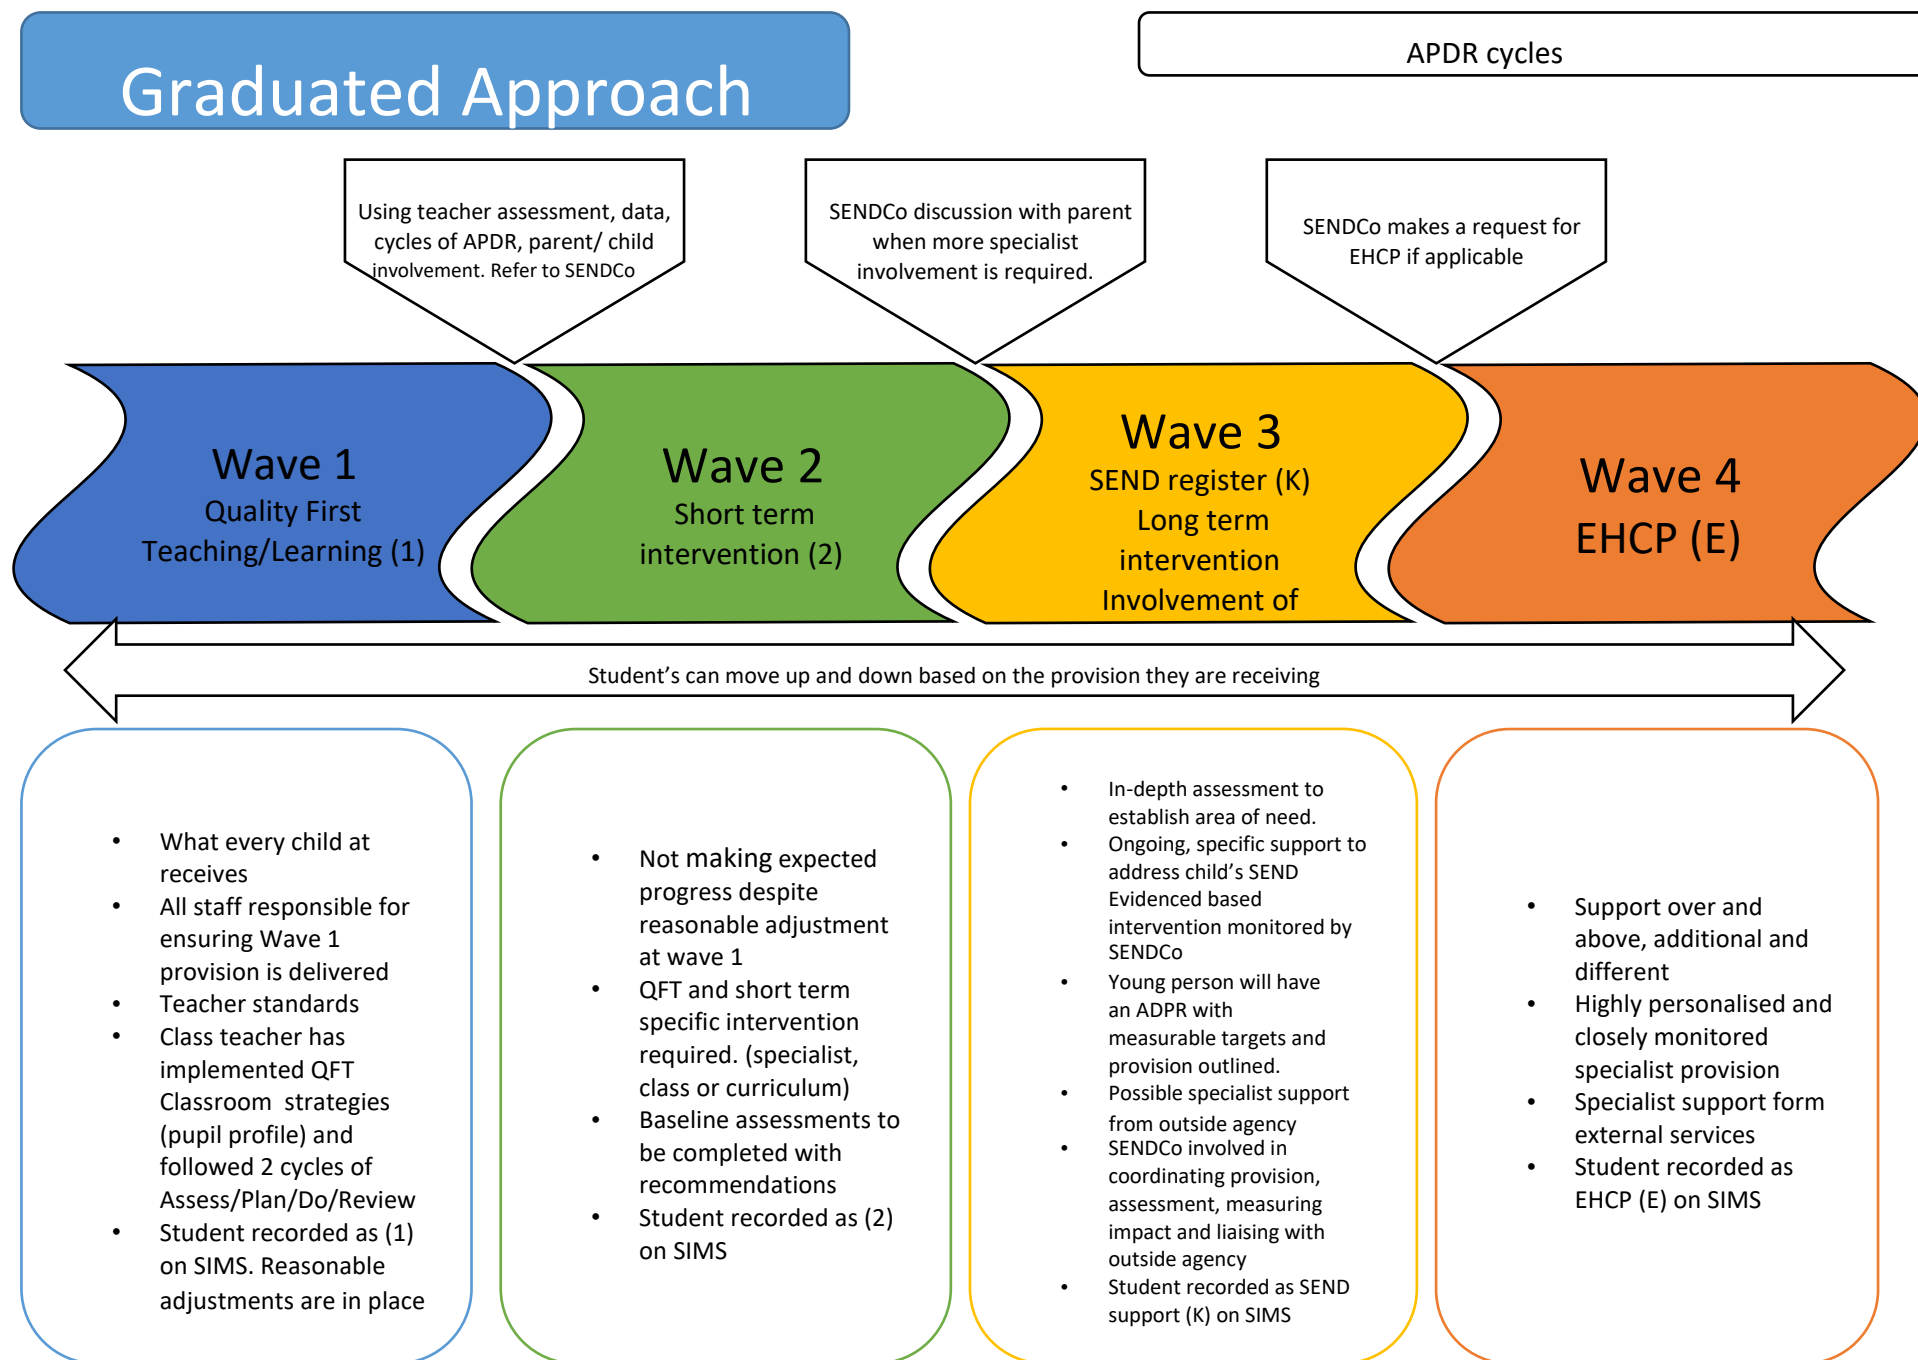 Graduated Approach
APDR cycles
Using teacher assessment, data,
cycles of APDR, parent/ child
involvement. Refer to SENDCo
SENDCo discussion with parent
when more specialist
involvement is required.
SENDCo makes a request for
EHCP if applicable
Wave 1
Quality First
Teaching/Learning (1)
Wave 2
Short term
intervention (2)
Wave 3
SEND register (K)
Long term
intervention
Involvement of
Wave 4
EHCP (E)
Student’s can move up and down based on the provision they are receiving
• What every child at
receives
• All staff responsible for
ensuring Wave 1
provision is delivered
• Teacher standards
• Class teacher has
implemented QFT
Classroom strategies
(pupil profile) and
followed 2 cycles of
Assess/Plan/Do/Review
• Student recorded as (1)
on SIMS. Reasonable
adjustments are in place
• Not making expected
progress despite
reasonable adjustment
at wave 1
• QFT and short term
specific intervention
required. (specialist,
class or curriculum)
• Baseline assessments to
be completed with
recommendations
• Student recorded as (2)
on SIMS
• In-depth assessment to
establish area of need.
• Ongoing, specific support to
address child’s SEND
Evidenced based
intervention monitored by
SENDCo
• Young person will have
an ADPR with
measurable targets and
provision outlined.
• Possible specialist support
from outside agency
• SENDCo involved in
coordinating provision,
assessment, measuring
impact and liaising with
outside agency
• Student recorded as SEND
support (K) on SIMS
• Support over and
above, additional and
different
• Highly personalised and
closely monitored
specialist provision
• Specialist support form
external services
• Student recorded as
EHCP (E) on SIMS